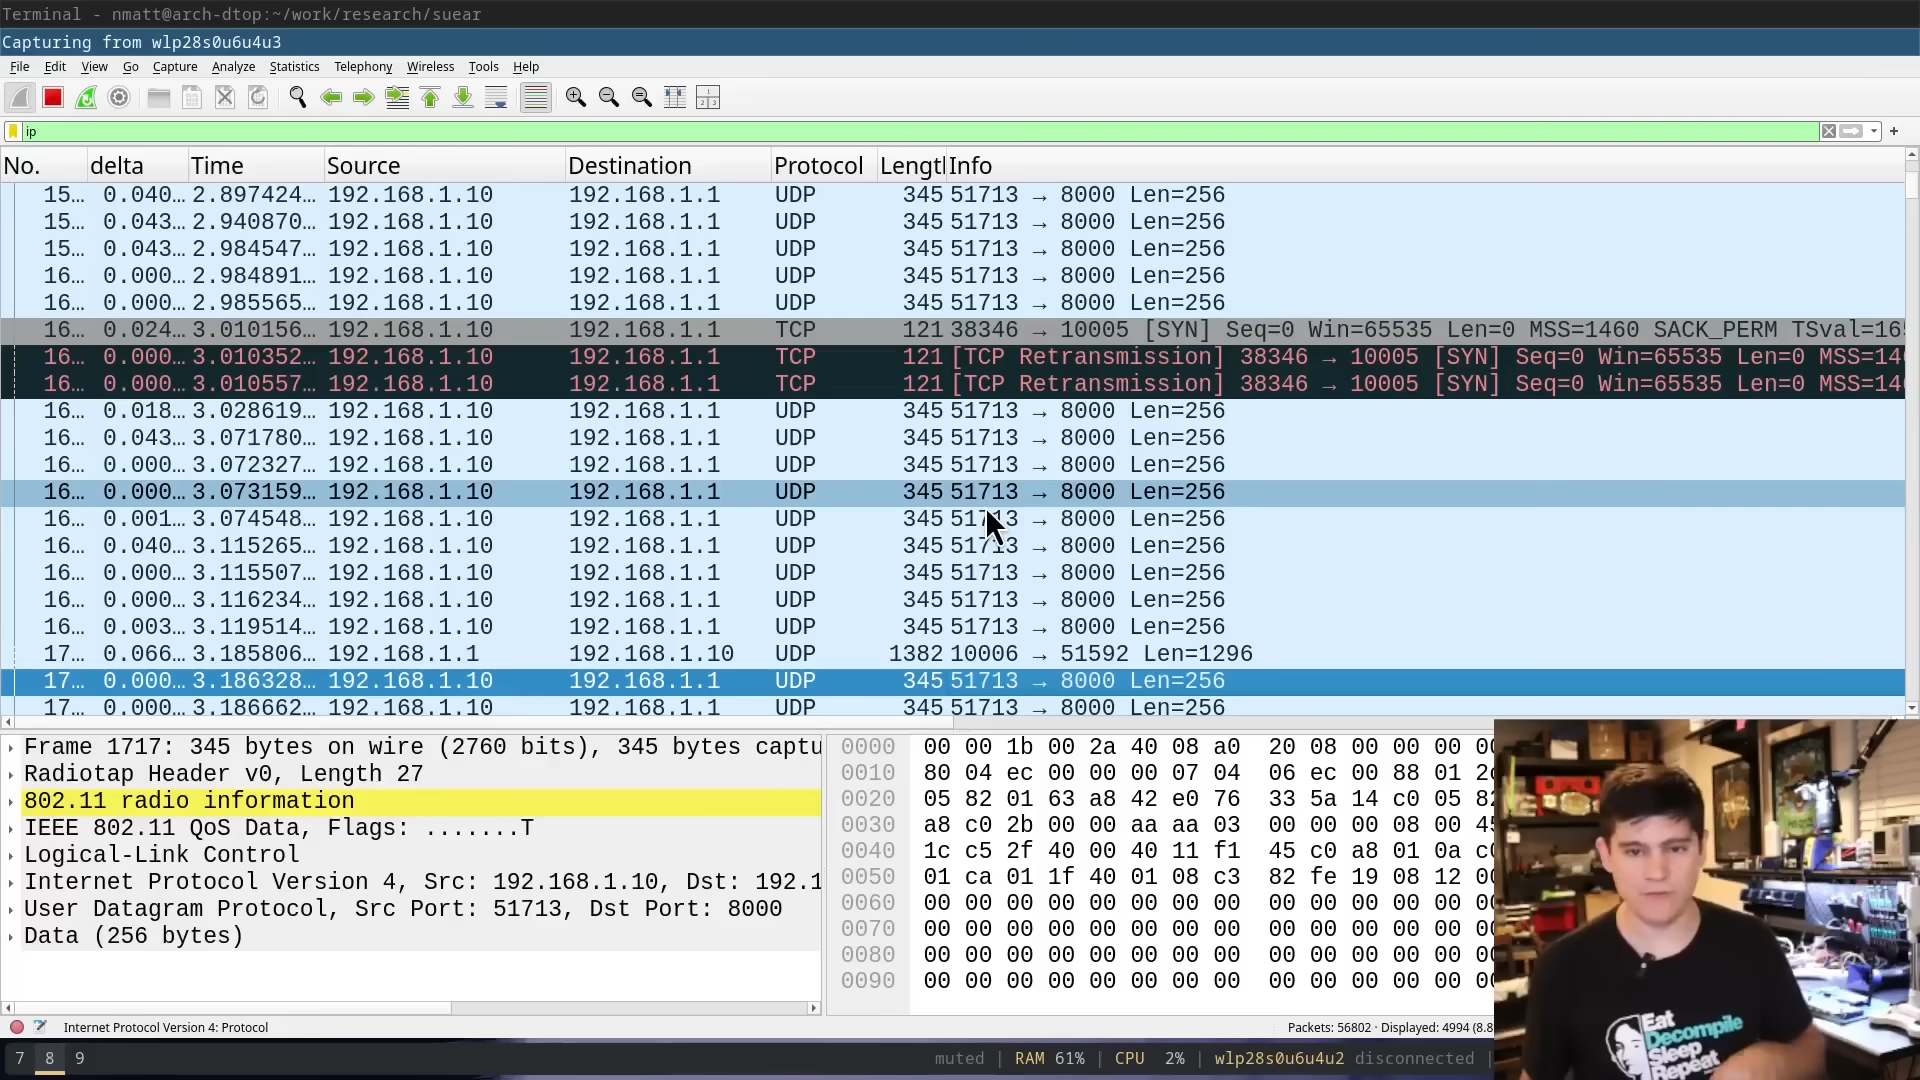 Terminal - nmatt@arch-dtop:~/work/research/suear
Capturing from wlp28s0u6u4u3
File Edit View Go Capture Analyze Statistics Telephony Wireless Tools Help
ip
No. delta Time Source Destination Protocol Length Info
15… 0.040… 2.897424… 192.168.1.10 192.168.1.1 UDP 345 51713 → 8000 Len=256
15… 0.043… 2.940870… 192.168.1.10 192.168.1.1 UDP 345 51713 → 8000 Len=256
15… 0.043… 2.984547… 192.168.1.10 192.168.1.1 UDP 345 51713 → 8000 Len=256
16… 0.000… 2.984891… 192.168.1.10 192.168.1.1 UDP 345 51713 → 8000 Len=256
16… 0.000… 2.985565… 192.168.1.10 192.168.1.1 UDP 345 51713 → 8000 Len=256
16… 0.024… 3.010156… 192.168.1.10 192.168.1.1 TCP 121 38346 → 10005 [SYN] Seq=0 Win=65535 Len=0 MSS=1460 SACK_PERM TSval=16
16… 0.000… 3.010352… 192.168.1.10 192.168.1.1 TCP 121 [TCP Retransmission] 38346 → 10005 [SYN] Seq=0 Win=65535 Len=0 MSS=14
16… 0.000… 3.010557… 192.168.1.10 192.168.1.1 TCP 121 [TCP Retransmission] 38346 → 10005 [SYN] Seq=0 Win=65535 Len=0 MSS=14
16… 0.018… 3.028619… 192.168.1.10 192.168.1.1 UDP 345 51713 → 8000 Len=256
16… 0.043… 3.071780… 192.168.1.10 192.168.1.1 UDP 345 51713 → 8000 Len=256
16… 0.000… 3.072327… 192.168.1.10 192.168.1.1 UDP 345 51713 → 8000 Len=256
16… 0.000… 3.073159… 192.168.1.10 192.168.1.1 UDP 345 51713 → 8000 Len=256
16… 0.001… 3.074548… 192.168.1.10 192.168.1.1 UDP 345 51713 → 8000 Len=256
16… 0.040… 3.115265… 192.168.1.10 192.168.1.1 UDP 345 51713 → 8000 Len=256
16… 0.000… 3.115507… 192.168.1.10 192.168.1.1 UDP 345 51713 → 8000 Len=256
16… 0.000… 3.116234… 192.168.1.10 192.168.1.1 UDP 345 51713 → 8000 Len=256
16… 0.003… 3.119514… 192.168.1.10 192.168.1.1 UDP 345 51713 → 8000 Len=256
17… 0.066… 3.185806… 192.168.1.1 192.168.1.10 UDP 1382 10006 → 51592 Len=1296
17… 0.000… 3.186328… 192.168.1.10 192.168.1.1 UDP 345 51713 → 8000 Len=256
17… 0.000… 3.186662… 192.168.1.10 192.168.1.1 UDP 345 51713 → 8000 Len=256
Frame 1717: 345 bytes on wire (2760 bits), 345 bytes captu
Radiotap Header v0, Length 27
802.11 radio information
IEEE 802.11 QoS Data, Flags: .......T
Logical-Link Control
Internet Protocol Version 4, Src: 192.168.1.10, Dst: 192.1
User Datagram Protocol, Src Port: 51713, Dst Port: 8000
Data (256 bytes)
0000 00 00 1b 00 2a 40 08 a0 20 08 00 00 00 00
0010 80 04 ec 00 00 00 07 04 06 ec 00 88 01 2c
0020 05 82 01 63 a8 42 e0 76 33 5a 14 c0 05 82
0030 a8 c0 2b 00 00 aa aa 03 00 00 00 08 00 45
0040 1c c5 2f 40 00 40 11 f1 45 c0 a8 01 0a c0
0050 01 ca 01 1f 40 01 08 c3 82 fe 19 08 12 00
0060 00 00 00 00 00 00 00 00 00 00 00 00 00 00
0070 00 00 00 00 00 00 00 00 00 00 00 00 00 00
0080 00 00 00 00 00 00 00 00 00 00 00 00 00 00
0090 00 00 00 00 00 00 00 00 00 00 00 00 00 00
Internet Protocol Version 4: Protocol
Packets: 56802 · Displayed: 4994 (8.8
7 8 9
muted | RAM 61% | CPU 2% | wlp28s0u6u4u2 disconnected |
Eat
Decompile
Sleep
Repeat